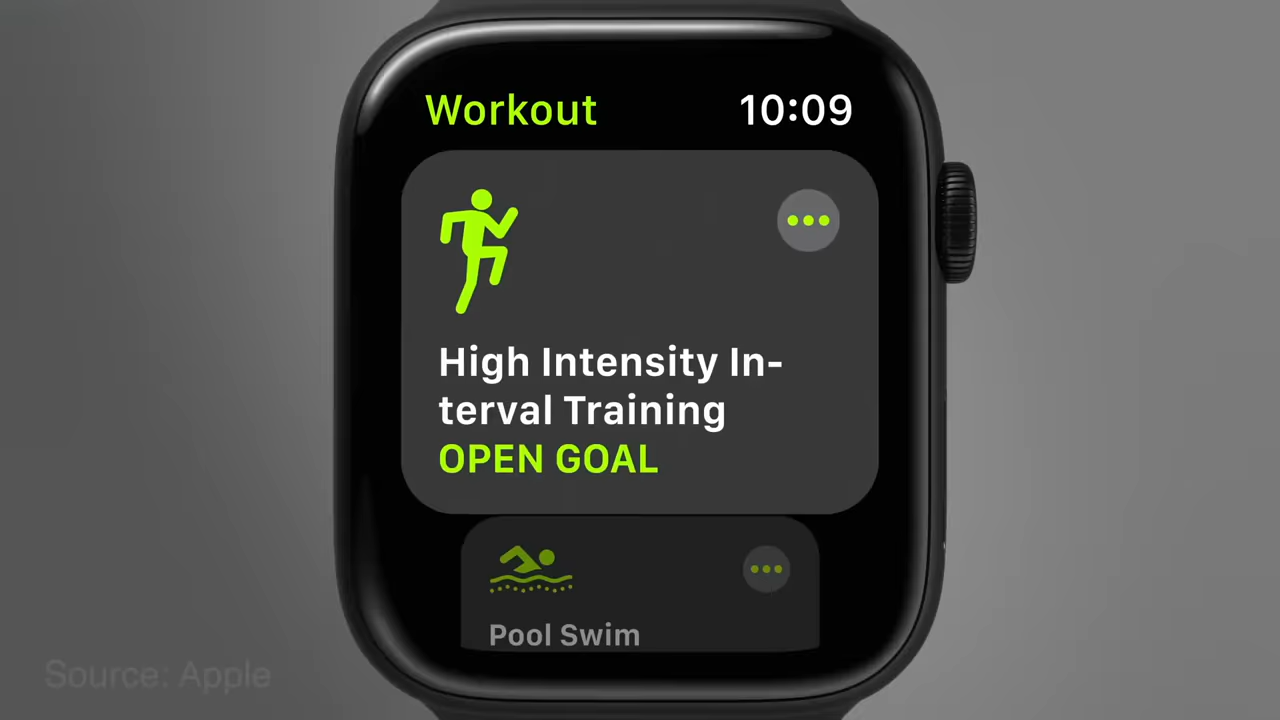 Workout 10:09
High Intensity In-
terval Training
OPEN GOAL
Pool Swim
Source: Apple